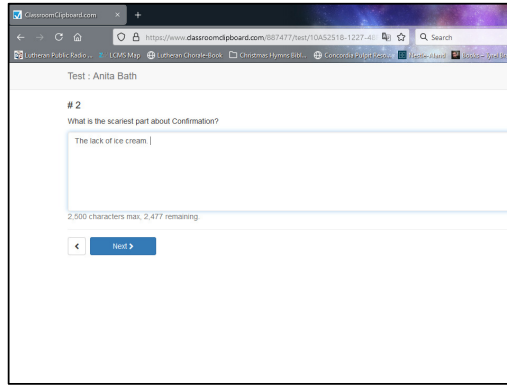 ClassroomClipboard.com
https://www.classroomclipboard.com/887477/test/10A52518-1227-4
Search
Lutheran Public Radio ... LCMS Map Lutheran Chorale-Book Christmas Hymns Bibl... Concordia Pulpit Resou
Test : Anita Bath
# 2
What is the scariest part about Confirmation?
The lack of ice cream.
2,500 characters max, 2,477 remaining
Next